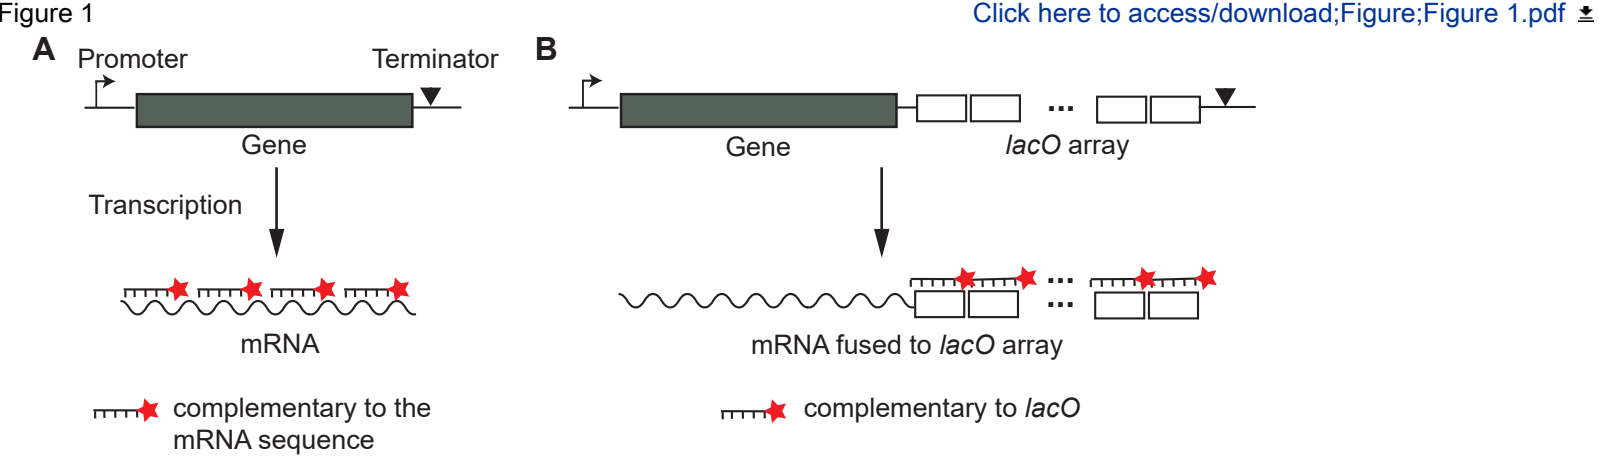 Figure 1
Click here to access/download;Figure;Figure 1.pdf
A
Promoter
Terminator
Gene
Transcription
mRNA
complementary to the
mRNA sequence
B
Gene
...
lacO array
...
...
mRNA fused to lacO array
complementary to lacO